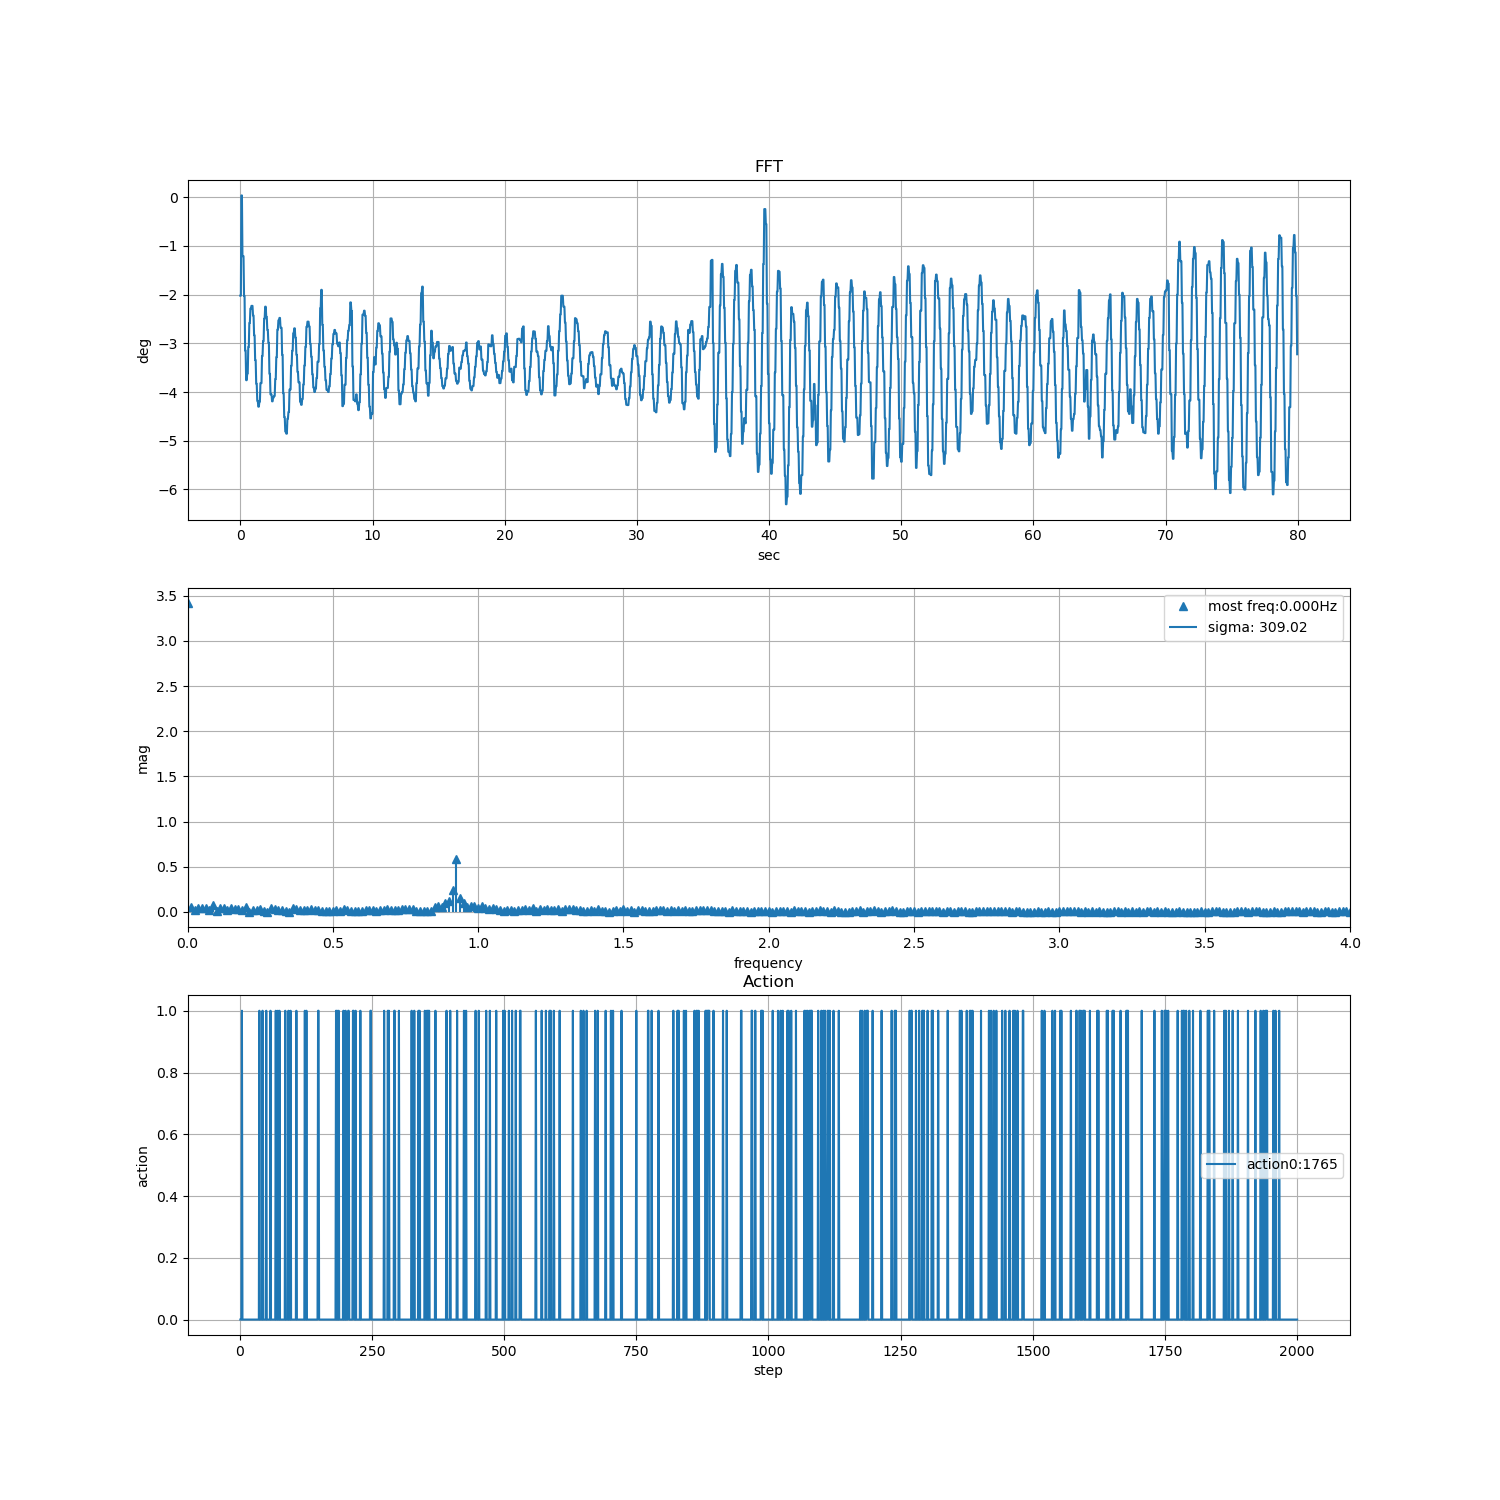 FFT
0
−1
−2
−3
−4
−5
−6
deg
0 10 20 30 40 50 60 70 80
sec
3.5
3.0
2.5
2.0
1.5
1.0
0.5
0.0
mag
most freq:0.000Hz
sigma: 309.02
0.0 0.5 1.0 1.5 2.0 2.5 3.0 3.5 4.0
frequency
Action
1.0
0.8
0.6
0.4
0.2
0.0
action
action0:1765
0 250 500 750 1000 1250 1500 1750 2000
step